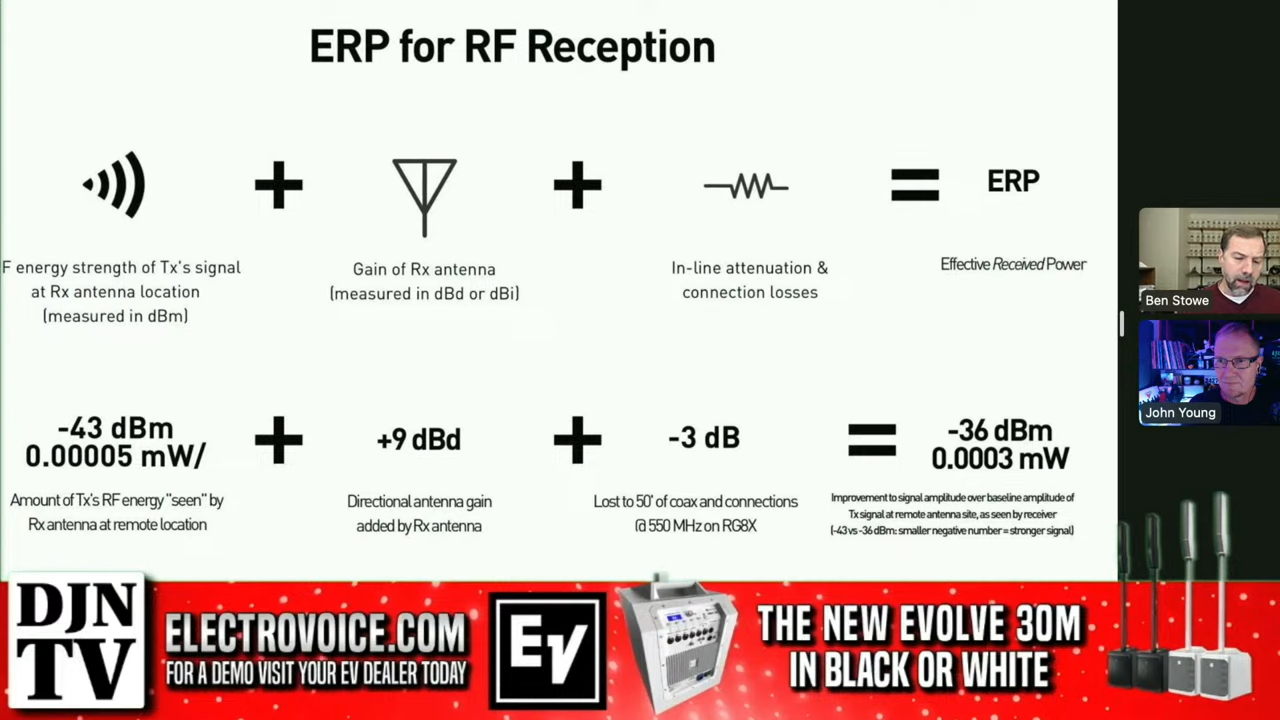 ERP for RF Reception
ERP
F energy strength of Tx's signal
at Rx antenna location
(measured in dBm)
Gain of Rx antenna
(measured in dBd or dBi)
In-line attenuation &
connection losses
Effective Received Power
-43 dBm
0.00005 mW/
+9 dBd
-3 dB
-36 dBm
0.0003 mW
Amount of Tx's RF energy "seen" by
Rx antenna at remote location
Directional antenna gain
added by Rx antenna
Lost to 50' of coax and connections
@ 550 MHz on RG8X
Improvement to signal amplitude over baseline amplitude of
Tx signal at remote antenna site, as seen by receiver
(-43 vs -36 dBm: smaller negative number = stronger signal)
Ben Stowe
John Young
DJN
TV
ELECTROVOICE.COM
FOR A DEMO VISIT YOUR EV DEALER TODAY
EV
THE NEW EVOLVE 30M
IN BLACK OR WHITE